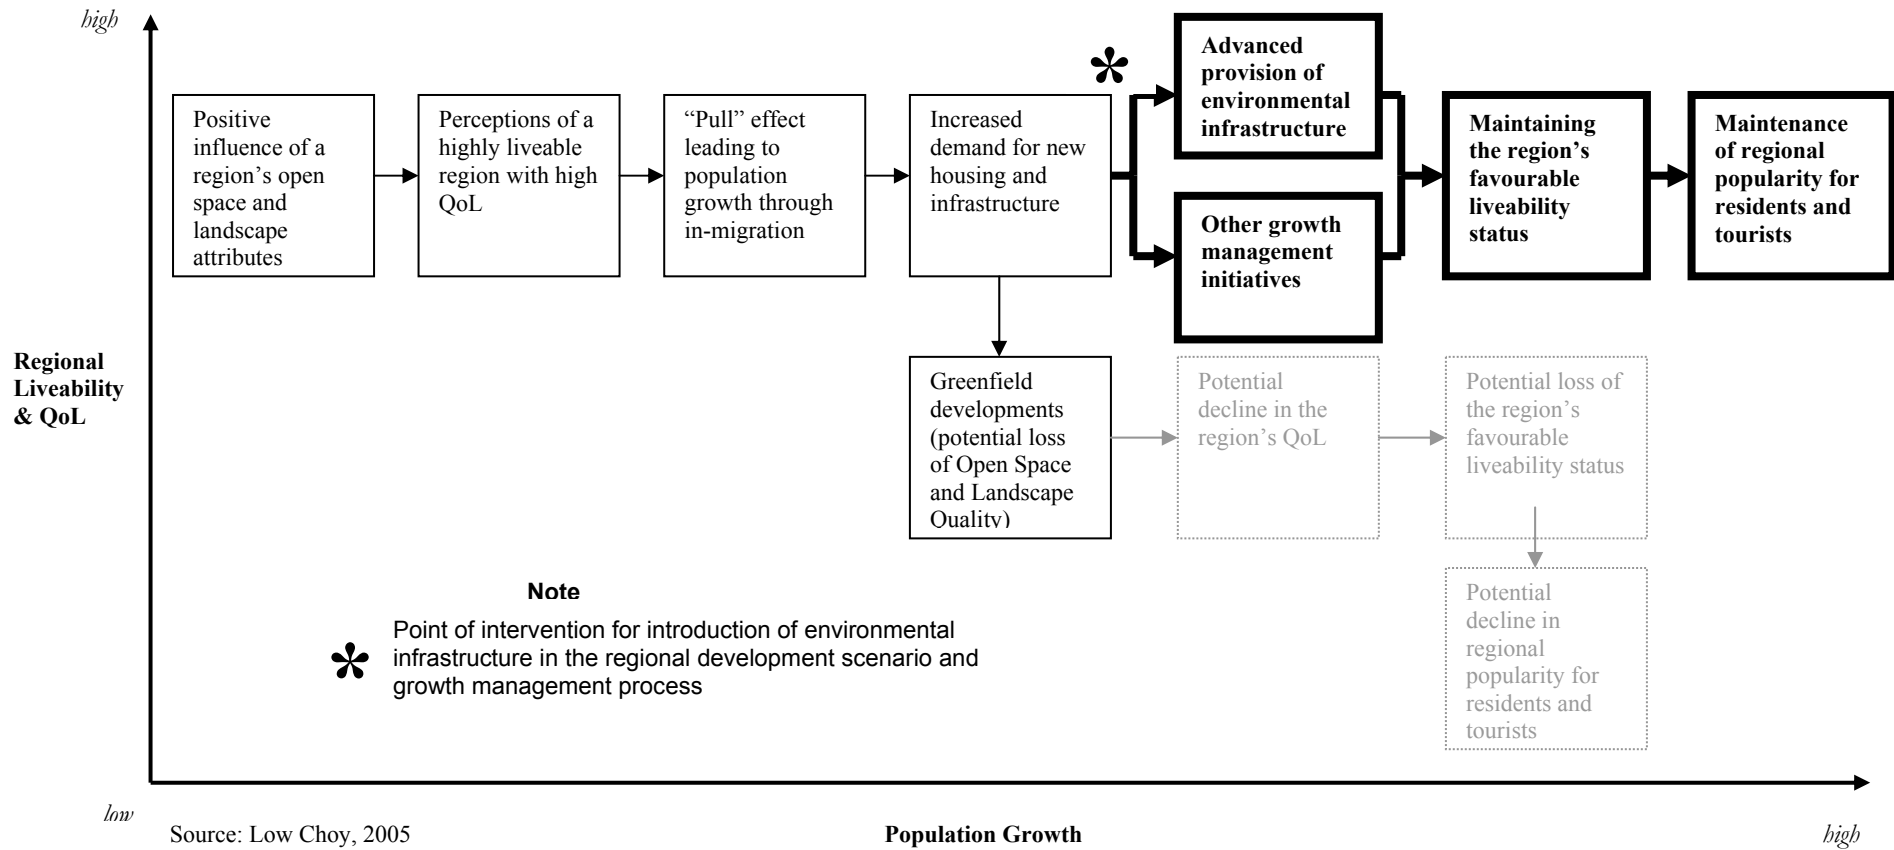 high
Positive
influence of a
region's open
space and
landscape
attributes
Perceptions of a
highly liveable
region with high
QoL
“Pull” effect
leading to
population
growth through
in-migration
Increased
demand for new
housing and
infrastructure
*
Advanced
provision of
environmental
infrastructure
Other growth
management
initiatives
Maintaining
the region's
favourable
liveability
status
Maintenance
of regional
popularity for
residents and
tourists
Regional
Liveability
& QoL
Greenfield
developments
(potential loss
of Open Space
and Landscape
Quality)
Potential
decline in the
region's QoL
Potential loss of
the region's
favourable
liveability status
Potential
decline in
regional
popularity for
residents and
tourists
Note
*
Point of intervention for introduction of environmental
infrastructure in the regional development scenario and
growth management process
low
Source: Low Choy, 2005
Population Growth
high